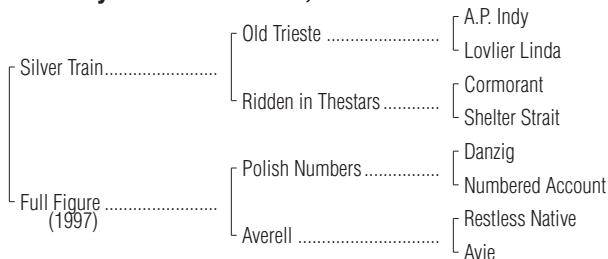 A.P. Indy
Old Trieste ....................
Lovlier Linda
Silver Train....................
Cormorant
Ridden in Thestars ............
Shelter Strait
Danzig
Polish Numbers................
Numbered Account
Full Figure ....................
(1997)
Restless Native
Averell .........................
Avie